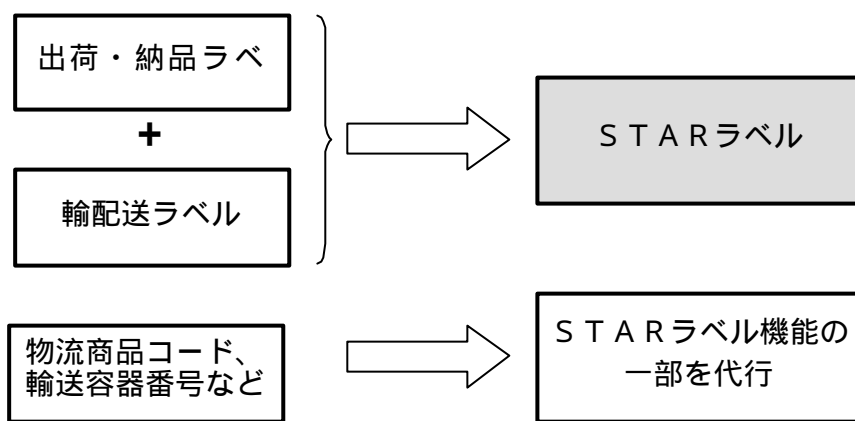 出荷・納品ラベ
+
輸配送ラベル
ＳＴＡＲラベル
物流商品コード、
輸送容器番号など
ＳＴＡＲラベル機能の
一部を代行